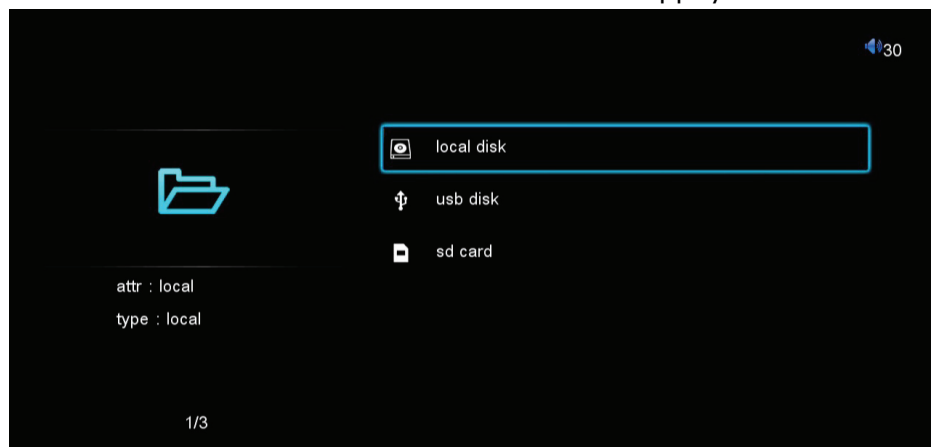 30
local disk
usb disk
sd card
attr : local
type : local
1/3